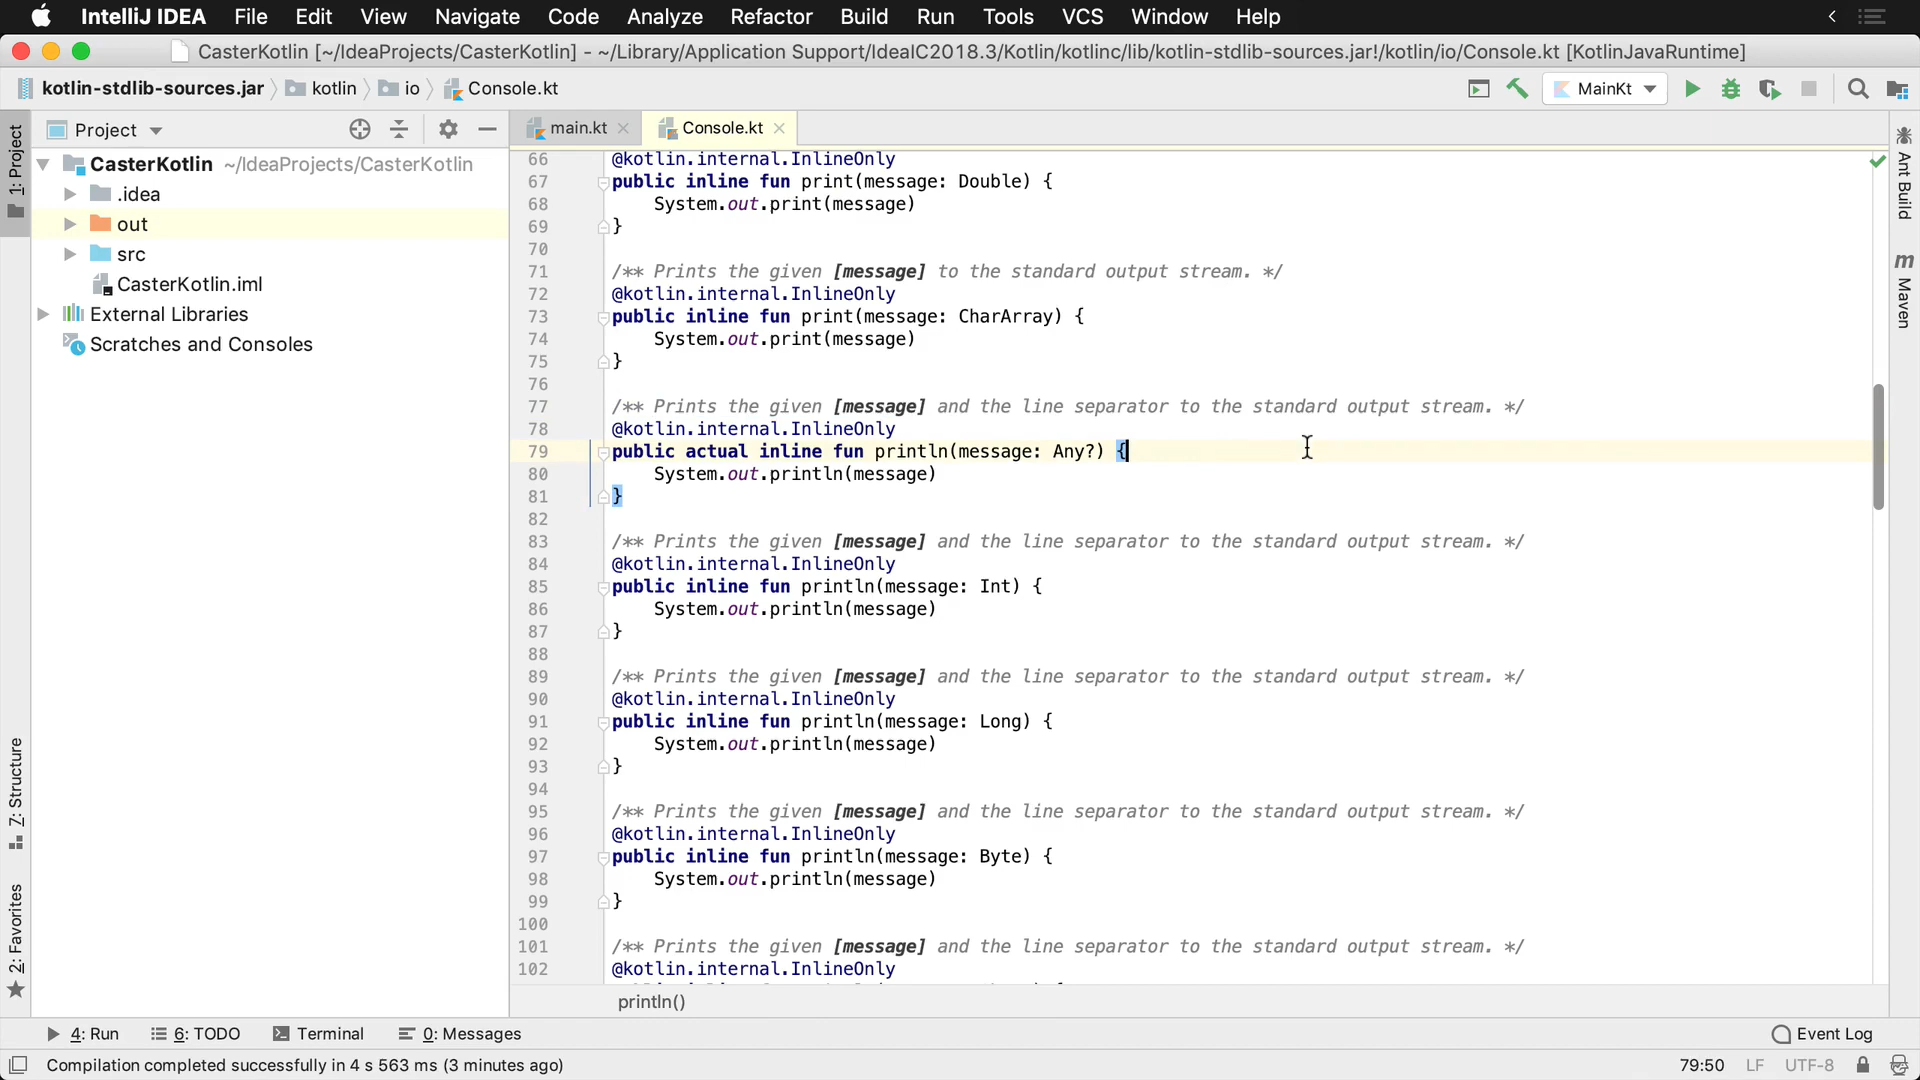 IntelliJ IDEA File Edit View Navigate Code Analyze Refactor Build Run Tools VCS Window Help
CasterKotlin [~/IdeaProjects/CasterKotlin] - ~/Library/Application Support/IdeaIC2018.3/Kotlin/kotlinc/lib/kotlin-stdlib-sources.jar!/kotlin/io/Console.kt [KotlinJavaRuntime]
kotlin-stdlib-sources.jar kotlin io Console.kt MainKt
1: Project
7: Structure
2: Favorites
Project
CasterKotlin ~/IdeaProjects/CasterKotlin
.idea
out
src
CasterKotlin.iml
External Libraries
Scratches and Consoles
main.kt Console.kt
66 @kotlin.internal.InlineOnly
67 public inline fun print(message: Double) {
68 System.out.print(message)
69 }
70
71 /** Prints the given [message] to the standard output stream. */
72 @kotlin.internal.InlineOnly
73 public inline fun print(message: CharArray) {
74 System.out.print(message)
75 }
76
77 /** Prints the given [message] and the line separator to the standard output stream. */
78 @kotlin.internal.InlineOnly
79 public actual inline fun println(message: Any?) {
80 System.out.println(message)
81 }
82
83 /** Prints the given [message] and the line separator to the standard output stream. */
84 @kotlin.internal.InlineOnly
85 public inline fun println(message: Int) {
86 System.out.println(message)
87 }
88
89 /** Prints the given [message] and the line separator to the standard output stream. */
90 @kotlin.internal.InlineOnly
91 public inline fun println(message: Long) {
92 System.out.println(message)
93 }
94
95 /** Prints the given [message] and the line separator to the standard output stream. */
96 @kotlin.internal.InlineOnly
97 public inline fun println(message: Byte) {
98 System.out.println(message)
99 }
100
101 /** Prints the given [message] and the line separator to the standard output stream. */
102 @kotlin.internal.InlineOnly
println()
Ant Build
m Maven
4: Run 6: TODO Terminal 0: Messages Event Log
Compilation completed successfully in 4 s 563 ms (3 minutes ago) 79:50 LF UTF-8